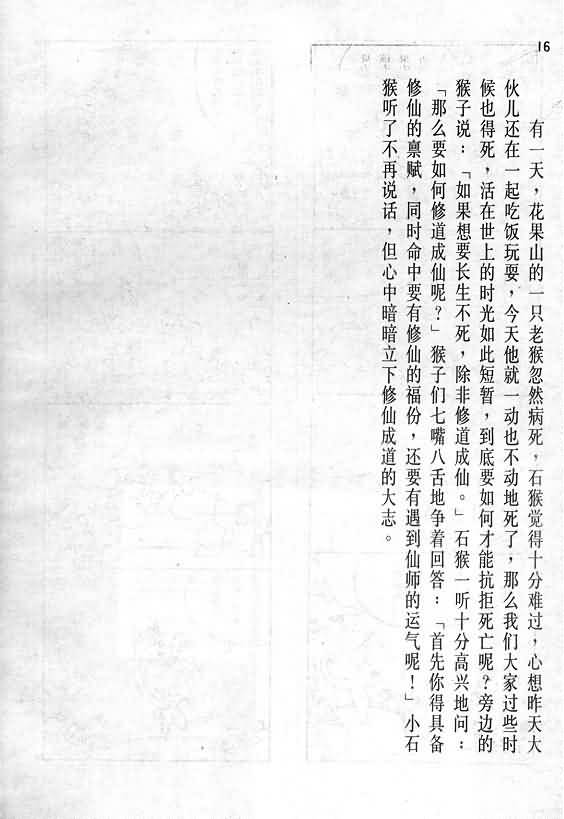 16
有一天，花果山的一只老猴忽然病死，石猴觉得十分难过，心想昨天大
伙儿还在一起吃饭玩耍，今天他就一动也不动地死了，那么我们大家过些时
候也得死，活在世上的时光如此短暂，到底要如何才能抗拒死亡呢？旁边的
猴子说：「如果想要长生不死，除非修道成仙。」石猴一听十分高兴地问：
「那么要如何修道成仙呢？」猴子们七嘴八舌地争着回答：「首先你得具备
修仙的禀赋，同时命中要有修仙的福份，还要有遇到仙师的运气呢！」小石
猴听了不再说话，但心中暗暗立下修仙成道的大志。